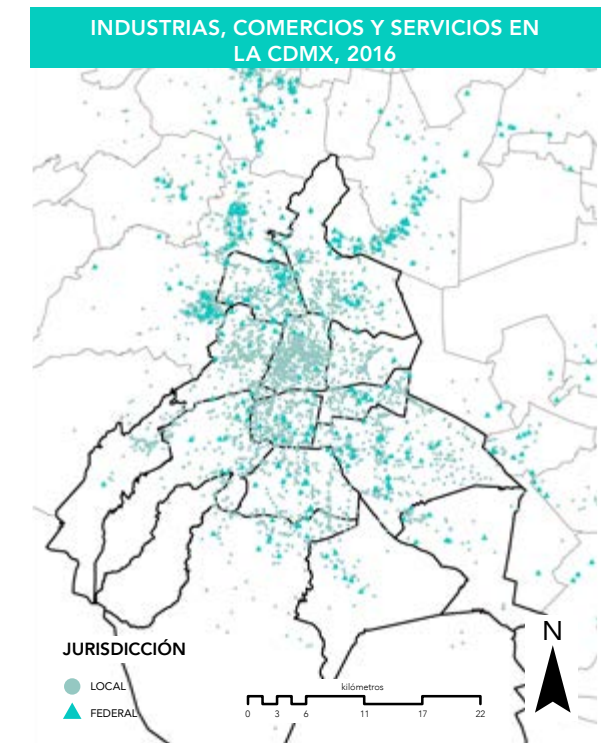 INDUSTRIAS, COMERCIOS Y SERVICIOS EN
LA CDMX, 2016
JURISDICCIÓN
LOCAL
FEDERAL
kilómetros
0 3 6 11 17 22
N